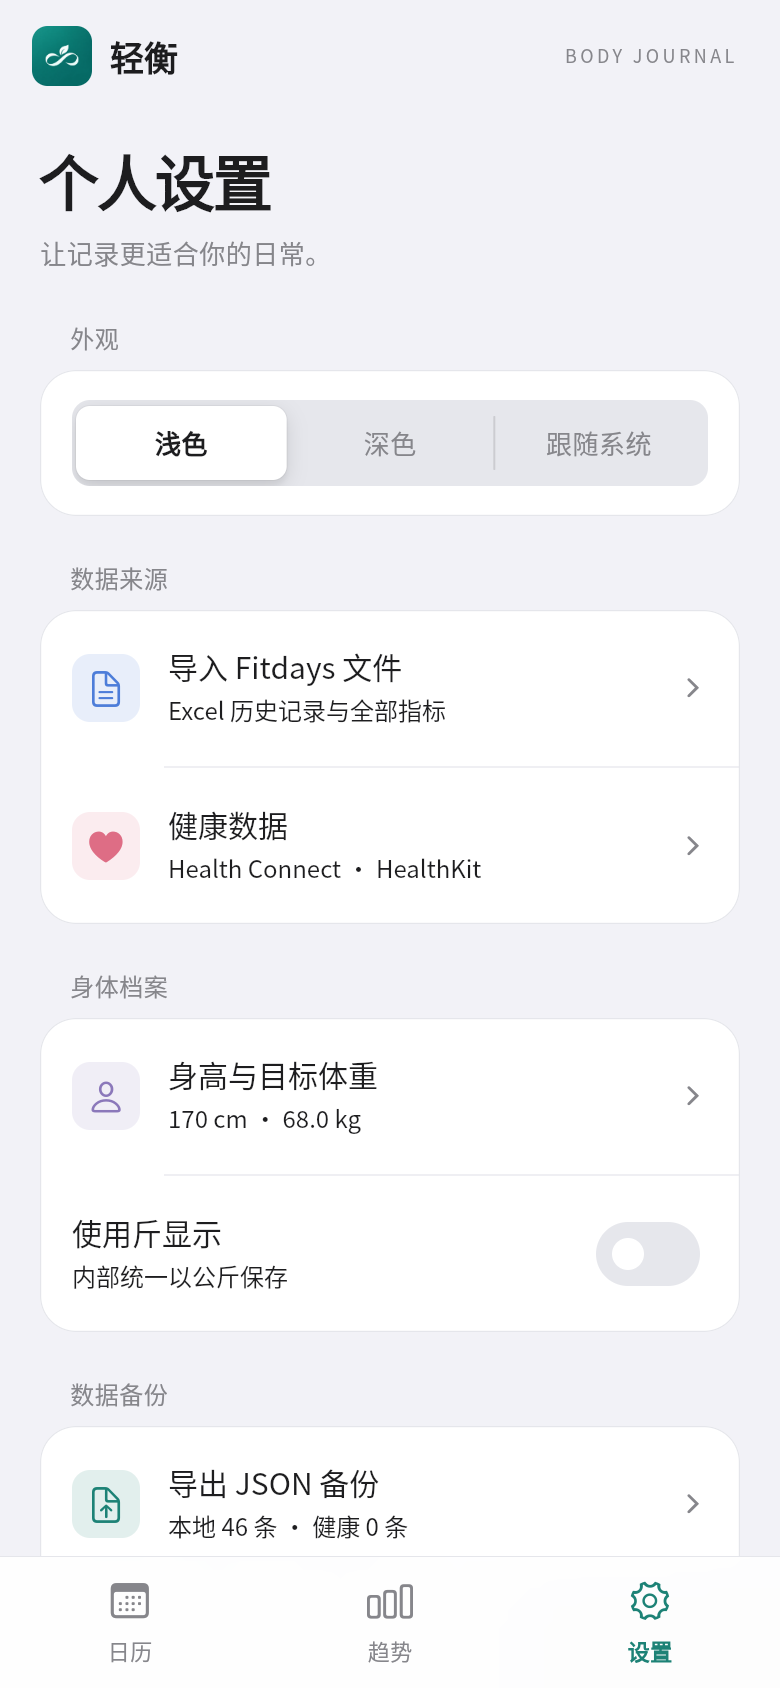 轻衡
BODY JOURNAL
个人设置
让记录更适合你的日常。
外观
浅色
深色
跟随系统
数据来源
导入 Fitdays 文件
Excel 历史记录与全部指标
健康数据
Health Connect · HealthKit
身体档案
身高与目标体重
170 cm · 68.0 kg
使用斤显示
内部统一以公斤保存
数据备份
导出 JSON 备份
本地 46 条 · 健康 0 条
日历
趋势
设置